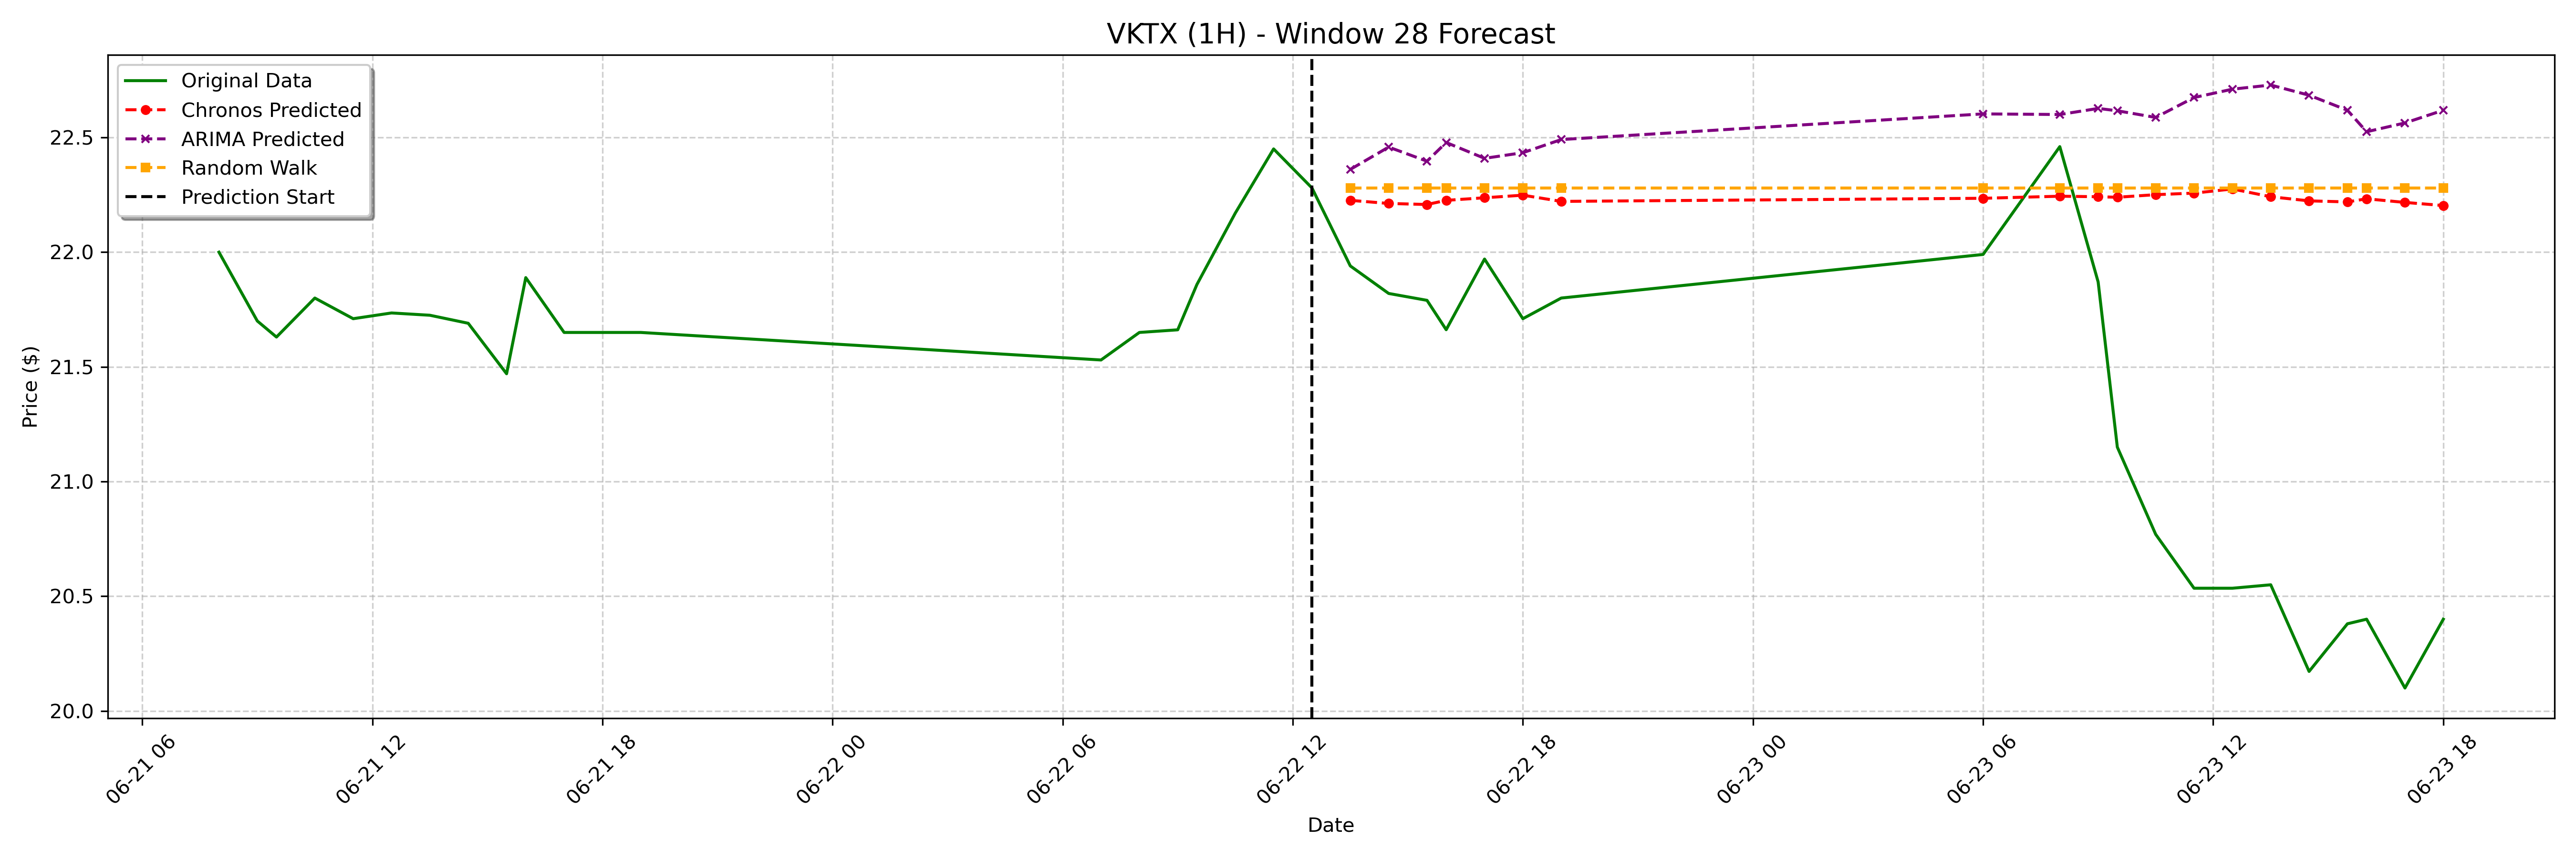 VKTX (1H) - Window 28 Forecast
Original Data
Chronos Predicted
ARIMA Predicted
Random Walk
Prediction Start
Price ($)
22.5
22.0
21.5
21.0
20.5
20.0
06-21 06
06-21 12
06-21 18
06-22 00
06-22 06
06-22 12
06-22 18
06-23 00
06-23 06
06-23 12
06-23 18
Date